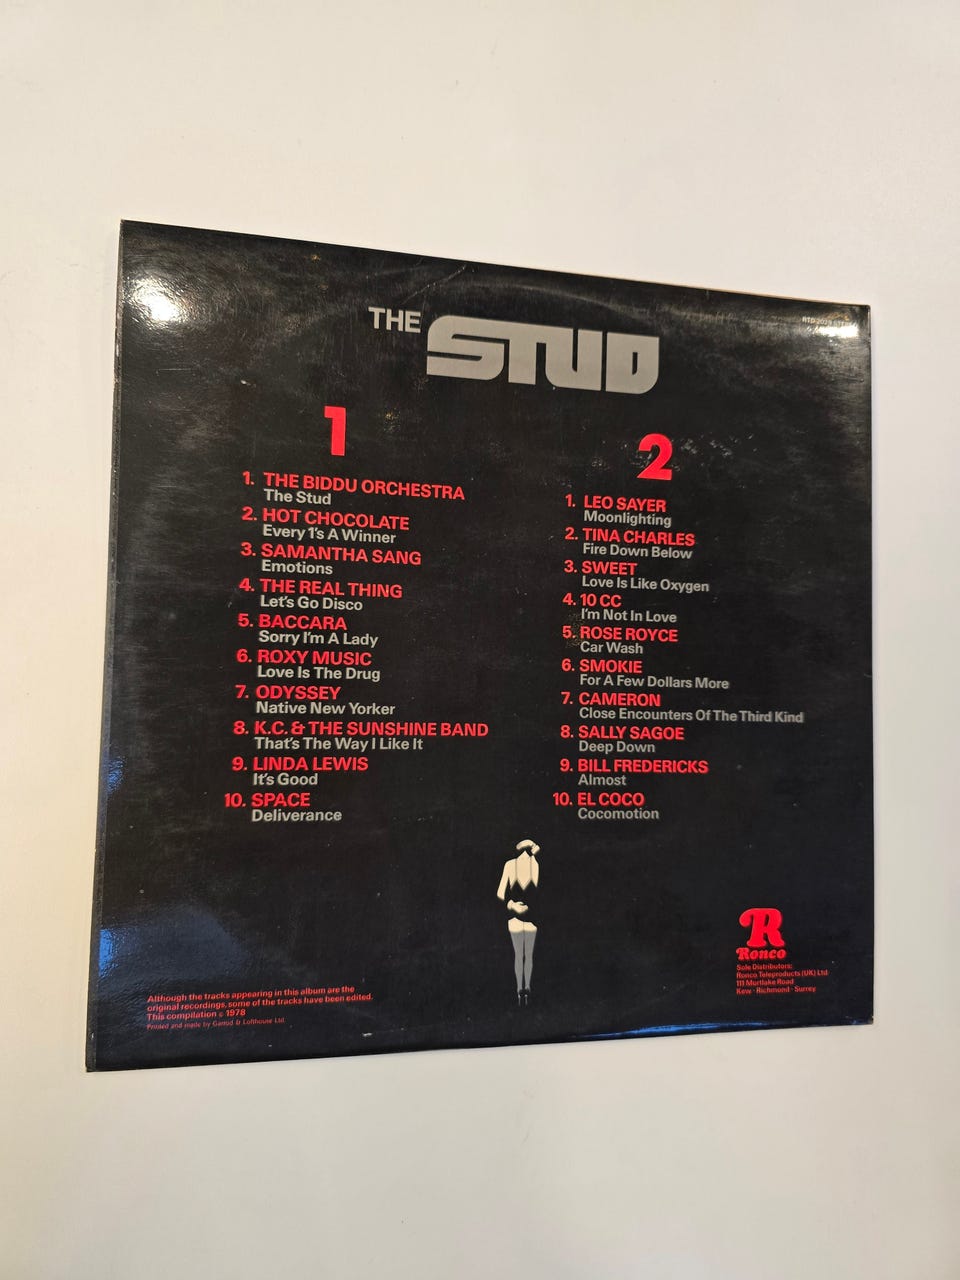 THE STUD
1
1. THE BIDDU ORCHESTRA
The Stud
2. HOT CHOCOLATE
Every 1's A Winner
3. SAMANTHA SANG
Emotions
4. THE REAL THING
Let's Go Disco
5. BACCARA
Sorry I'm A Lady
6. ROXY MUSIC
Love Is The Drug
7. ODYSSEY
Native New Yorker
8. K.C. & THE SUNSHINE BAND
That's The Way I Like It
9. LINDA LEWIS
It's Good
10. SPACE
Deliverance
2
1. LEO SAYER
Moonlighting
2. TINA CHARLES
Fire Down Below
3. SWEET
Love Is Like Oxygen
4. 10 CC
I'm Not In Love
5. ROSE ROYCE
Car Wash
6. SMOKIE
For A Few Dollars More
7. CAMERON
Close Encounters Of The Third Kind
8. SALLY SAGOE
Deep Down
9. BILL FREDERICKS
Almost
10. EL COCO
Cocomotion
Although the tracks appearing in this album are the
original recordings, some of the tracks have been edited.
This compilation © 1978
Printed and made by Garrod & Lofthouse Ltd.
R
Ronco
Sole Distributors:
Ronco Teleproducts (UK) Ltd
111 Mortlake Road
Kew · Richmond · Surrey